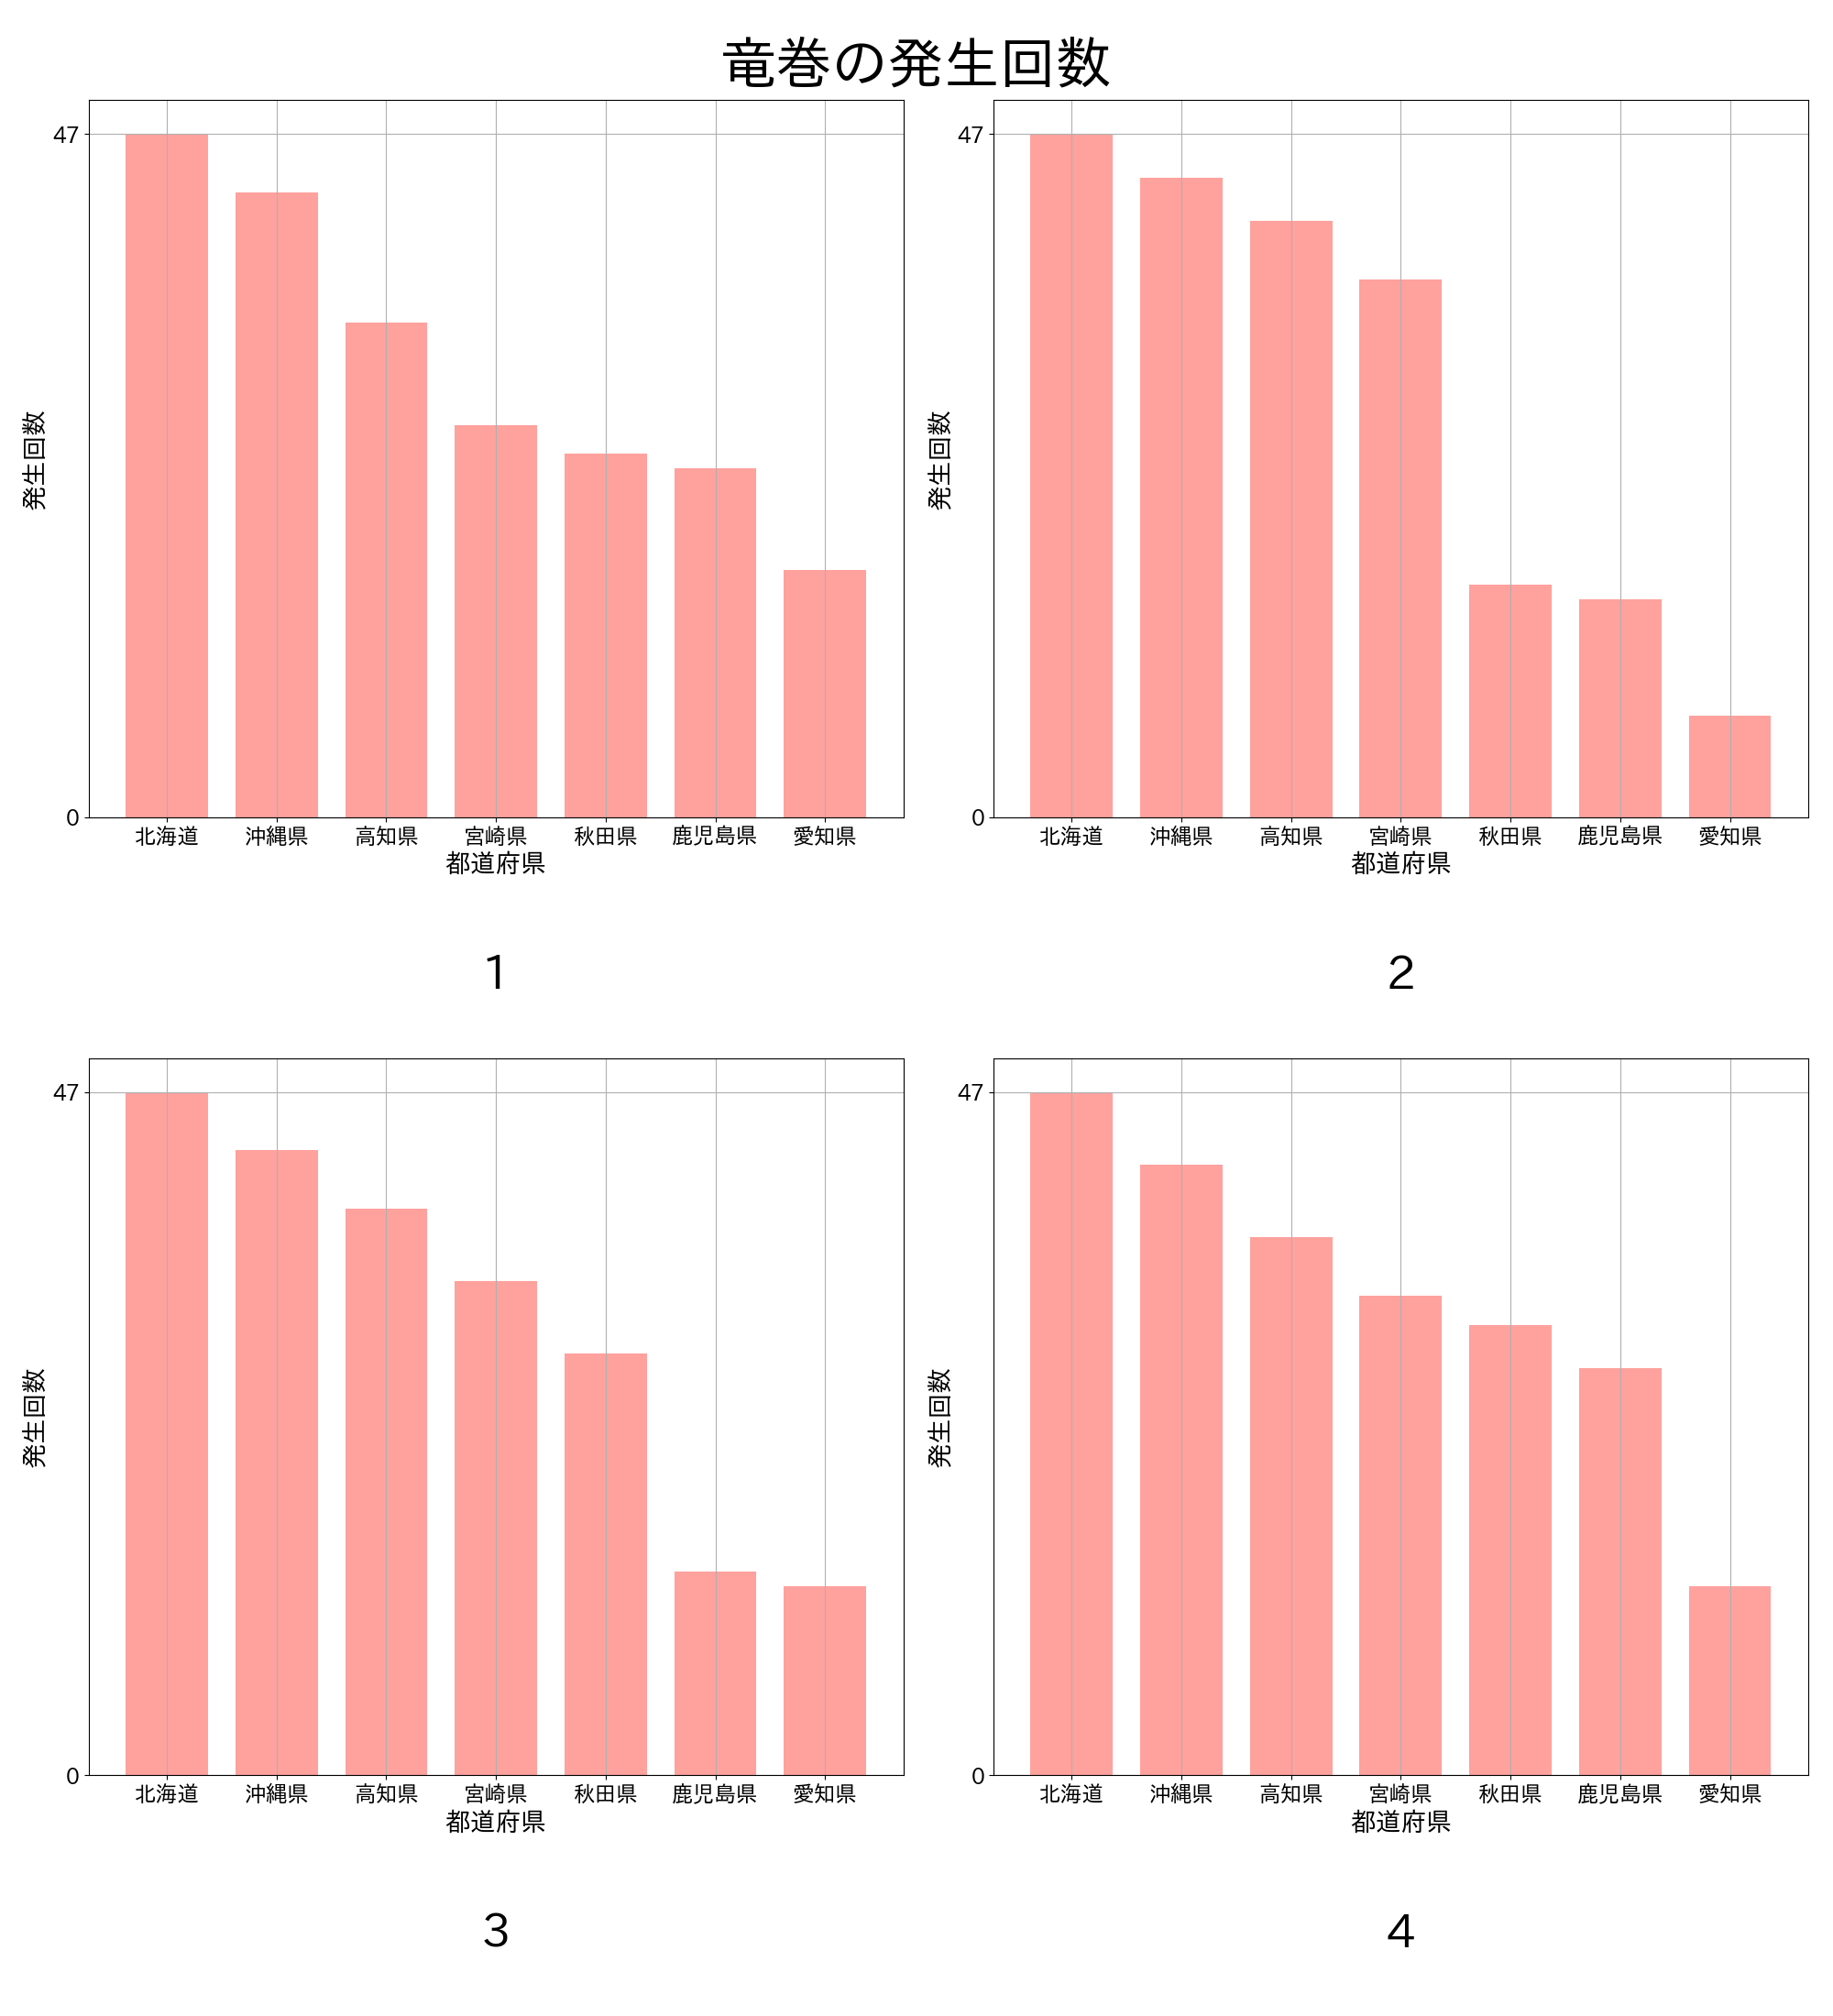 竜巻の発生回数
47
0
発生回数
北海道 沖縄県 高知県 宮崎県 秋田県 鹿児島県 愛知県
都道府県
1
47
0
発生回数
北海道 沖縄県 高知県 宮崎県 秋田県 鹿児島県 愛知県
都道府県
2
47
0
発生回数
北海道 沖縄県 高知県 宮崎県 秋田県 鹿児島県 愛知県
都道府県
3
47
0
発生回数
北海道 沖縄県 高知県 宮崎県 秋田県 鹿児島県 愛知県
都道府県
4